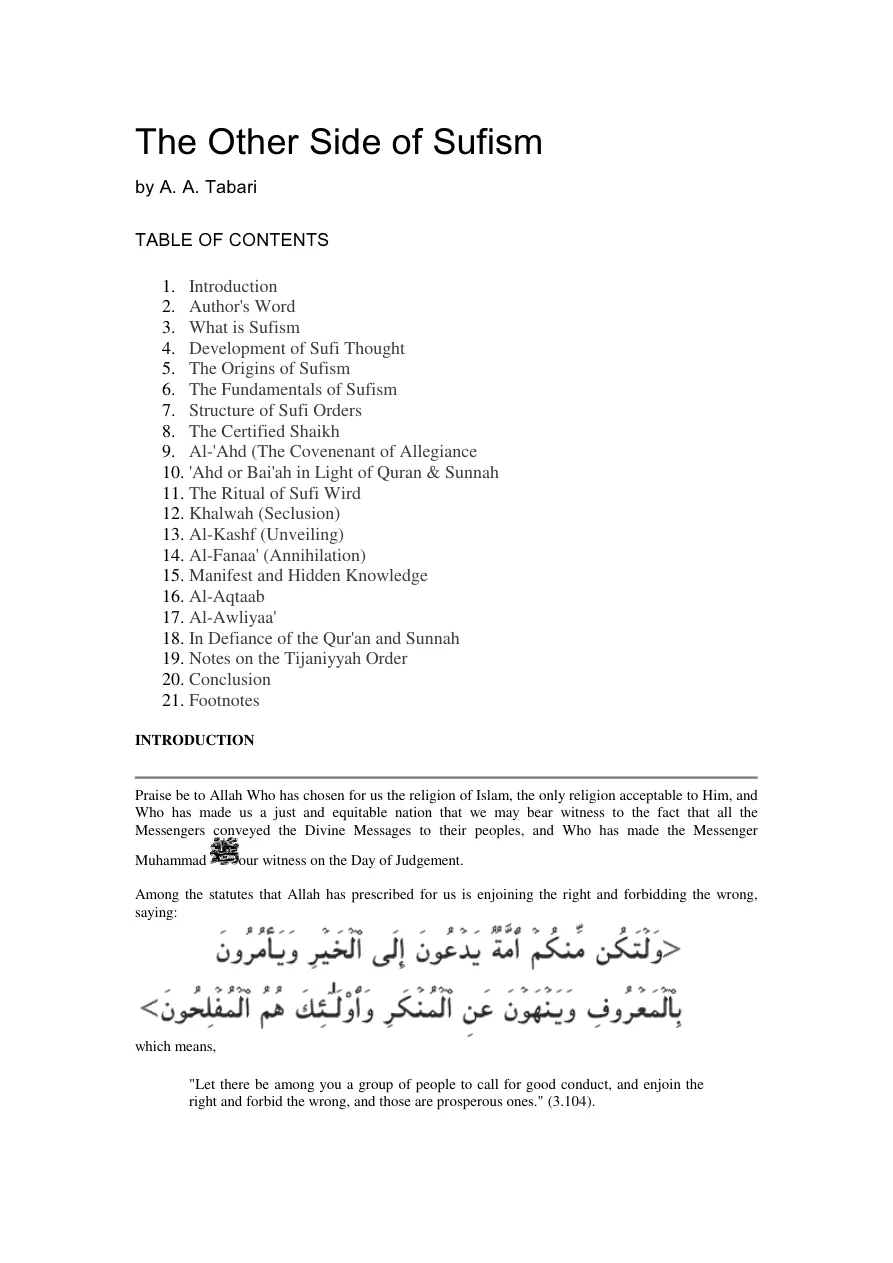 The Other Side of Sufism
by A. A. Tabari
TABLE OF CONTENTS
1. Introduction
2. Author's Word
3. What is Sufism
4. Development of Sufi Thought
5. The Origins of Sufism
6. The Fundamentals of Sufism
7. Structure of Sufi Orders
8. The Certified Shaikh
9. Al-'Ahd (The Covenenant of Allegiance
10. 'Ahd or Bai'ah in Light of Quran & Sunnah
11. The Ritual of Sufi Wird
12. Khalwah (Seclusion)
13. Al-Kashf (Unveiling)
14. Al-Fanaa' (Annihilation)
15. Manifest and Hidden Knowledge
16. Al-Aqtaab
17. Al-Awliyaa'
18. In Defiance of the Qur'an and Sunnah
19. Notes on the Tijaniyyah Order
20. Conclusion
21. Footnotes
INTRODUCTION
Praise be to Allah Who has chosen for us the religion of Islam, the only religion acceptable to Him, and
Who has made us a just and equitable nation that we may bear witness to the fact that all the
Messengers conveyed the Divine Messages to their peoples, and Who has made the Messenger
Muhammad our witness on the Day of Judgement.
Among the statutes that Allah has prescribed for us is enjoining the right and forbidding the wrong,
saying:
<وَلْتَكُن مِّنكُمْ أُمَّةٌ يَدْعُونَ إِلَى ٱلْخَيْرِ وَيَأْمُرُونَ
بِٱلْمَعْرُوفِ وَيَنْهَوْنَ عَنِ ٱلْمُنْكَرِ وَأُوْلَـٰئِكَ هُمُ ٱلْمُفْلِحُونَ>
which means,
"Let there be among you a group of people to call for good conduct, and enjoin the
right and forbid the wrong, and those are prosperous ones." (3.104).